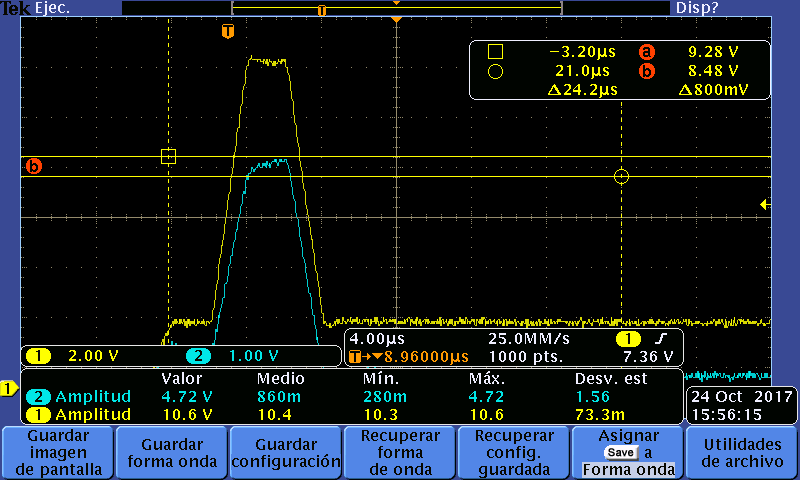 Tek Ejec. Disp?
T
T
−3.20µs a 9.28 V
21.0µs b 8.48 V
Δ24.2µs Δ800mV
b
1 2.00 V 2 1.00 V
4.00µs 25.0MM/s 1
T→▼8.96000µs 1000 pts. 7.36 V
1
Valor Medio Mín. Máx. Desv. est
2 Amplitud 4.72 V 860m 280m 4.72 1.56
1 Amplitud 10.6 V 10.4 10.3 10.6 73.3m
24 Oct 2017
15:56:15
Guardar
imagen
de pantalla
Guardar
forma onda
Guardar
configuración
Recuperar
forma
de onda
Recuperar
config.
guardada
Asignar
Save a
Forma onda
Utilidades
de archivo